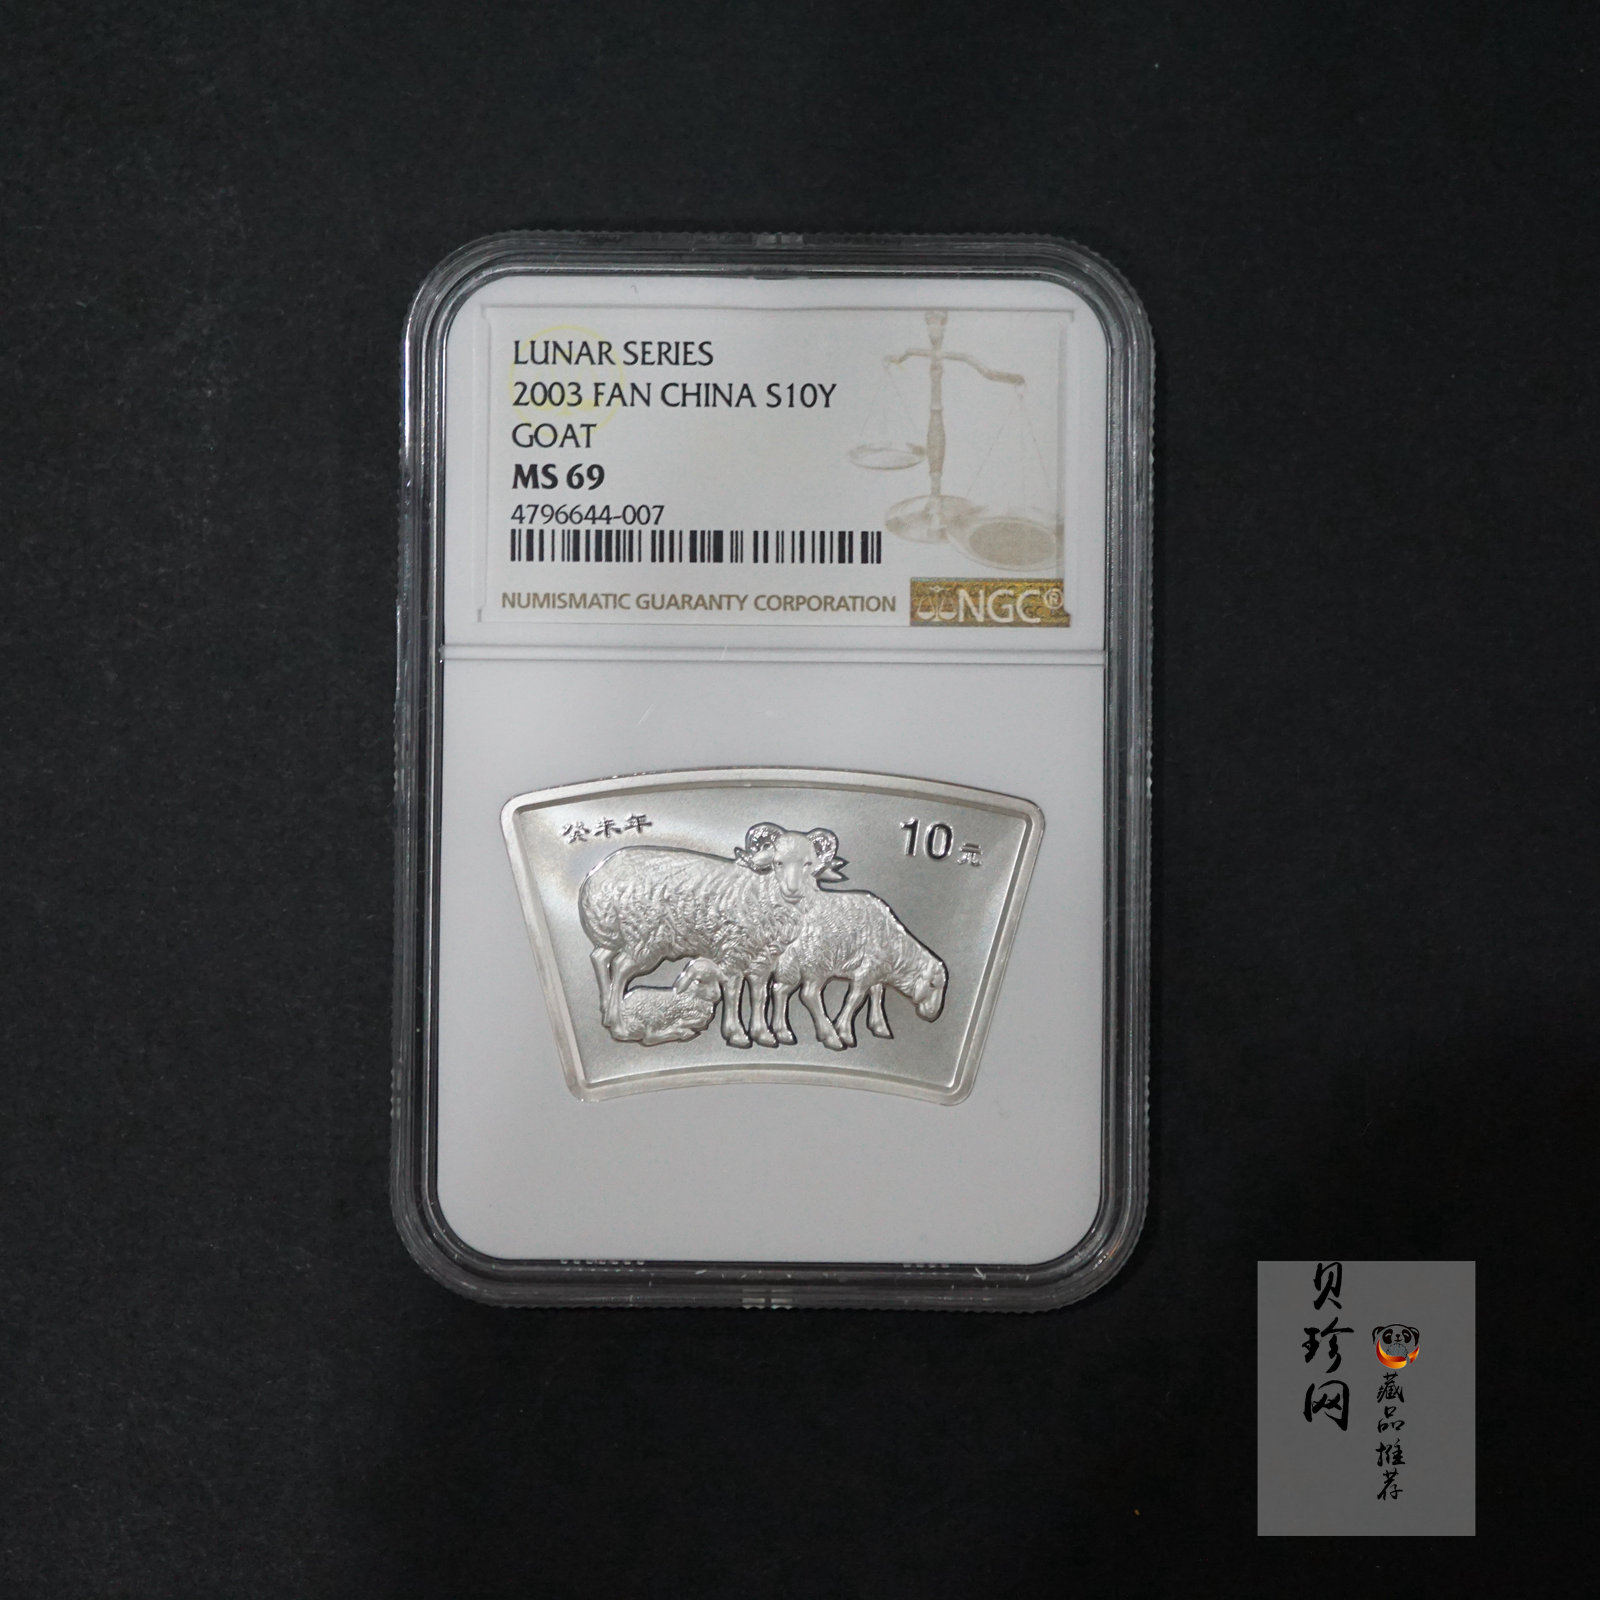 LUNAR SERIES
2003 FAN CHINA S10Y
GOAT
MS 69
4796644-007
NUMISMATIC GUARANTY CORPORATION
NGC®
癸未年
10元
贝珍网
藏品推荐